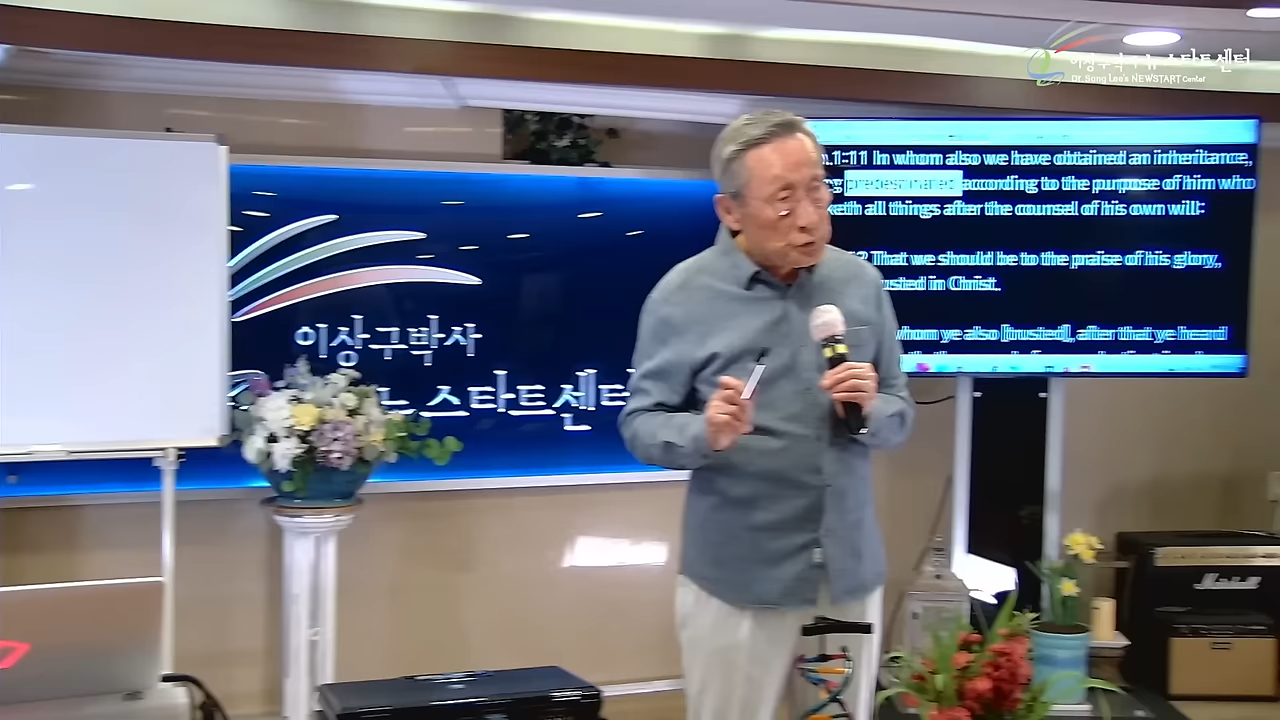 이상구박사 뉴스타트센터
Dr. Sang Lee's NEWSTART Center
1:11 In whom also we have obtained an inheritance,
predestinated according to the purpose of him who
all things after the counsel of his own will:
That we should be to the praise of his glory,
in Christ.
whom ye also [trusted], after that ye heard
이상구박사
스타트센터
Marshall